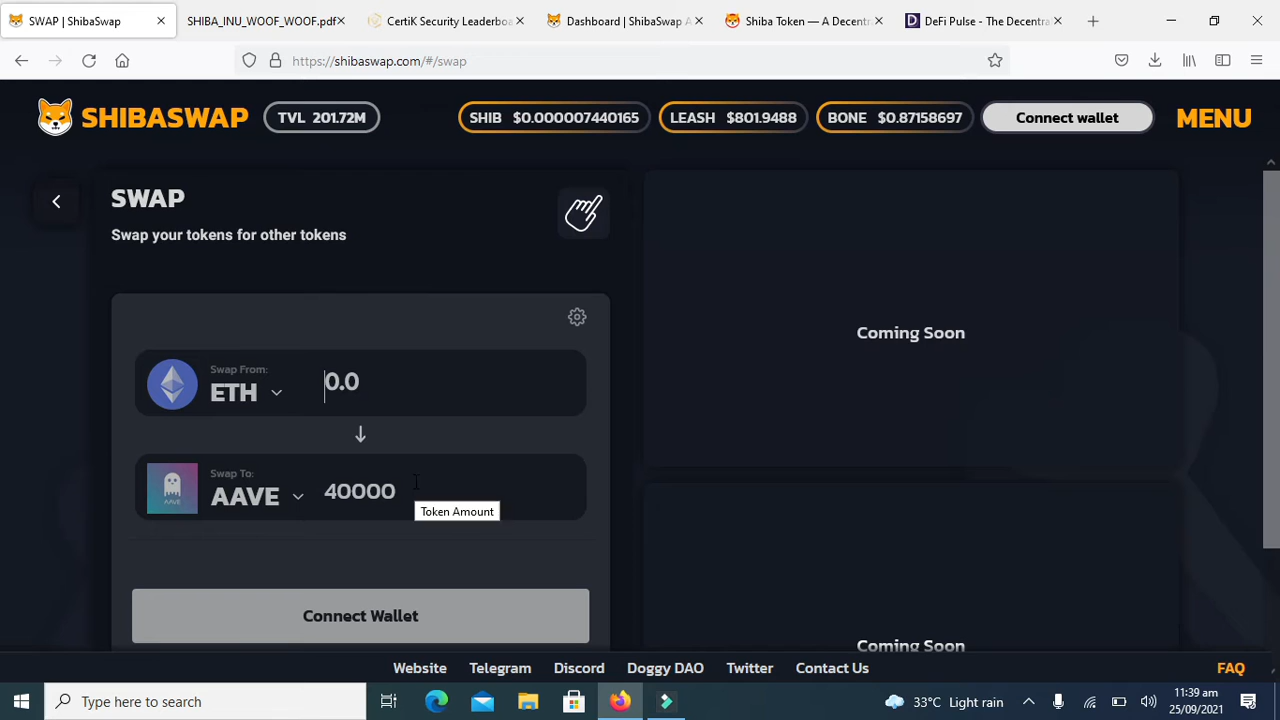 SWAP | ShibaSwap
SHIBA_INU_WOOF_WOOF.pdf
CertiK Security Leaderboa
Dashboard | ShibaSwap A
Shiba Token — A Decentr
DeFi Pulse - The Decentra
https://shibaswap.com/#/swap
SHIBASWAP
TVL 201.72M
SHIB $0.000007440165
LEASH $801.9488
BONE $0.87158697
Connect wallet
MENU
SWAP
Swap your tokens for other tokens
Swap From:
ETH
0.0
Swap To:
AAVE
AAVE
40000
Token Amount
Connect Wallet
Coming Soon
Coming Soon
Website
Telegram
Discord
Doggy DAO
Twitter
Contact Us
FAQ
Type here to search
33°C Light rain
11:39 am
25/09/2021